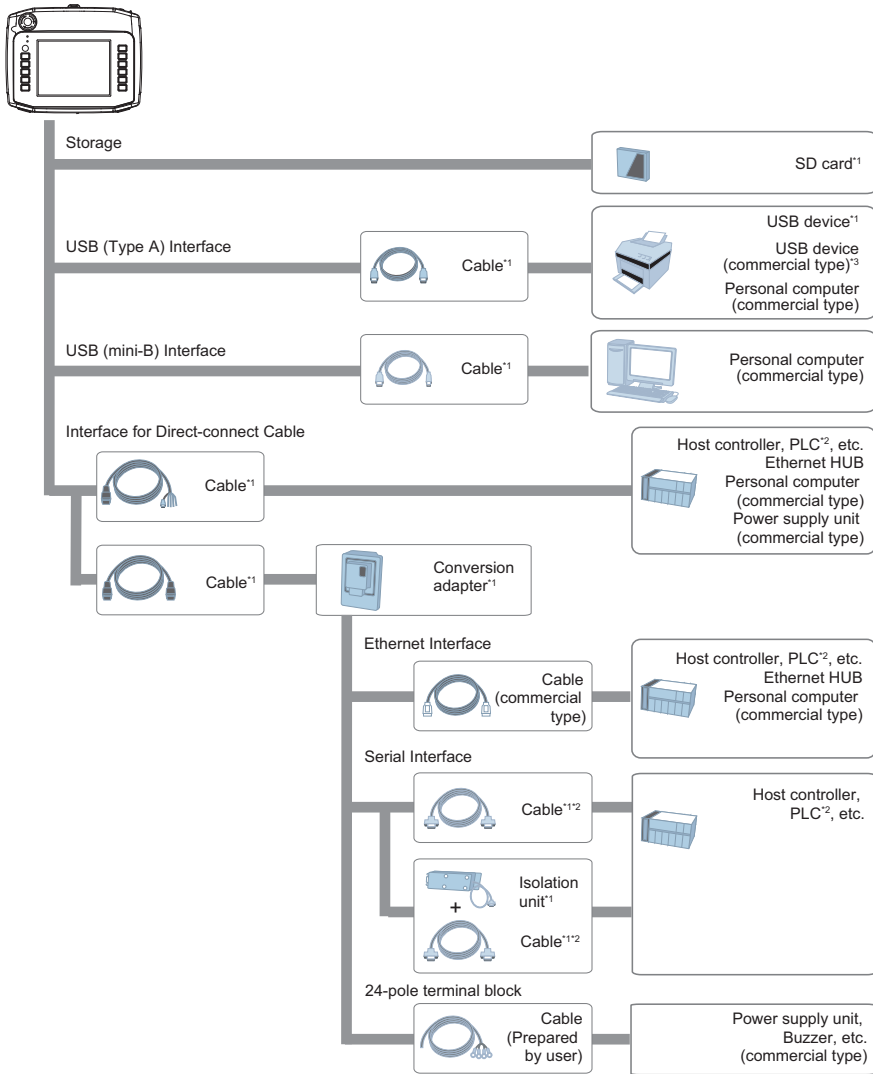 Storage
SD card*1
USB (Type A) Interface
Cable*1
USB device*1
USB device
(commercial type)*3
Personal computer
(commercial type)
USB (mini-B) Interface
Cable*1
Personal computer
(commercial type)
Interface for Direct-connect Cable
Cable*1
Host controller, PLC*2, etc.
Ethernet HUB
Personal computer
(commercial type)
Power supply unit
(commercial type)
Cable*1
Conversion
adapter*1
Ethernet Interface
Cable
(commercial
type)
Host controller, PLC*2, etc.
Ethernet HUB
Personal computer
(commercial type)
Serial Interface
Cable*1*2
Host controller,
PLC*2, etc.
Isolation
unit*1
+
Cable*1*2
24-pole terminal block
Cable
(Prepared
by user)
Power supply unit,
Buzzer, etc.
(commercial type)